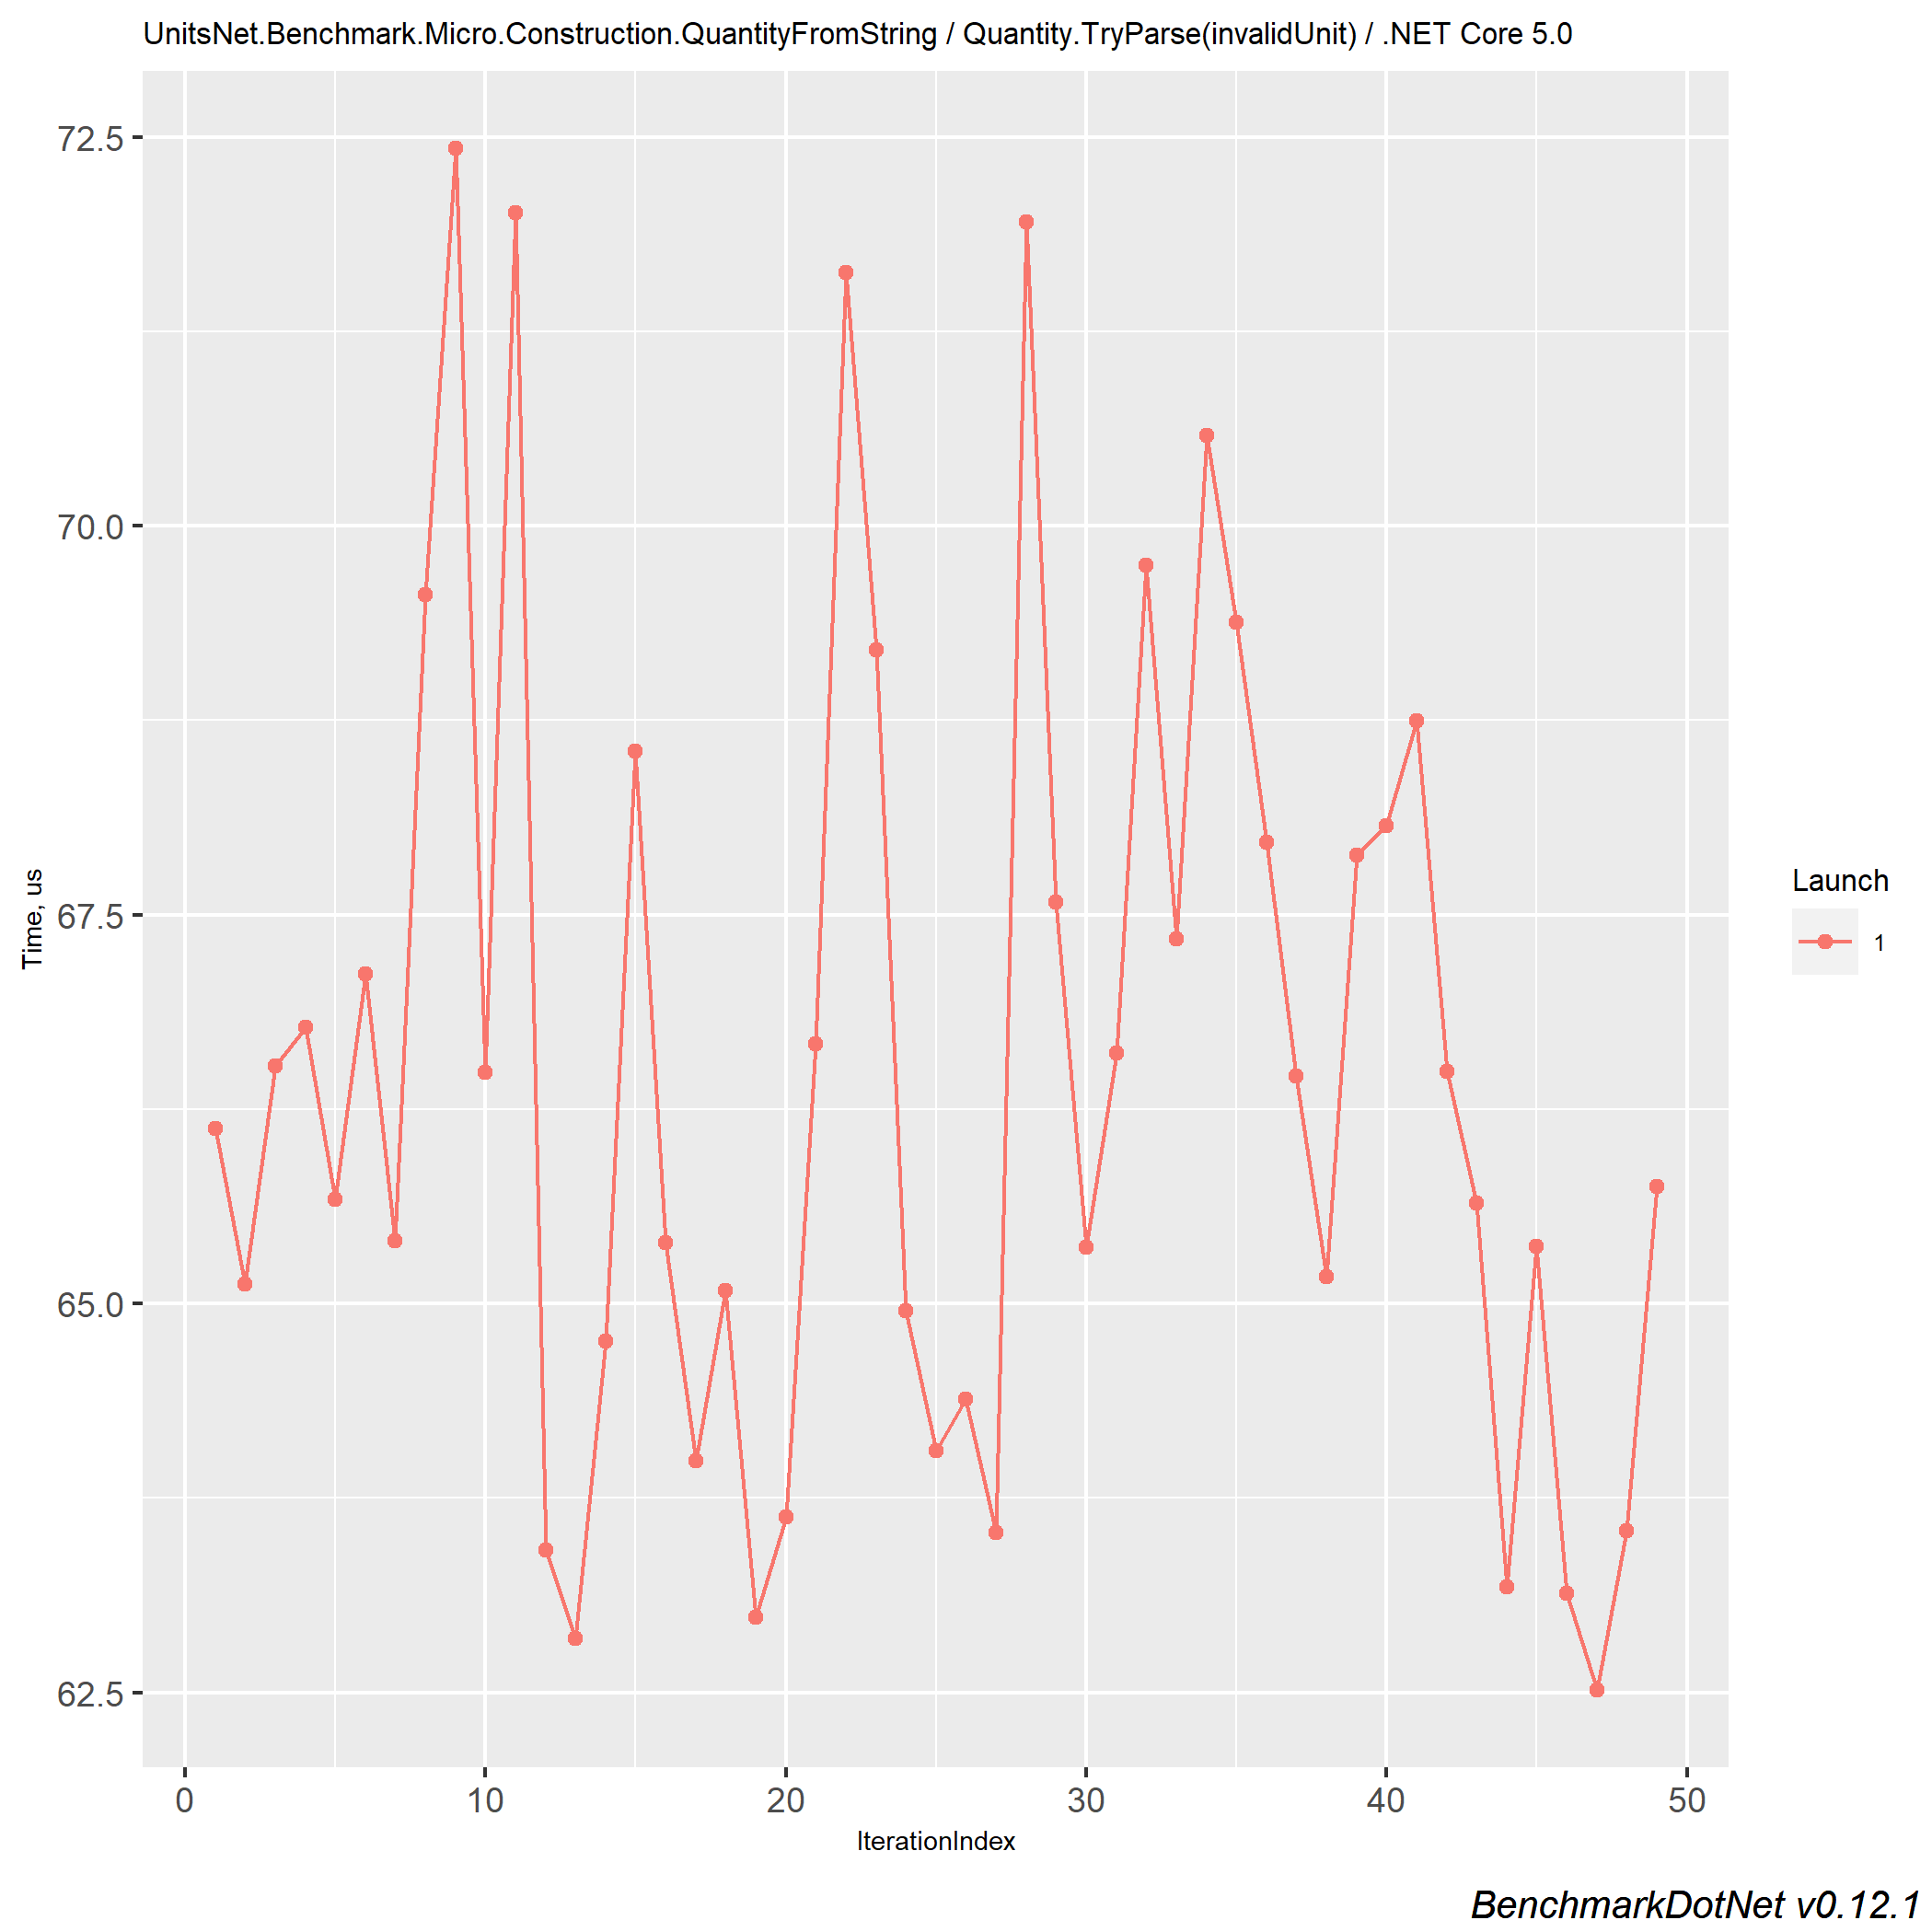 UnitsNet.Benchmark.Micro.Construction.QuantityFromString / Quantity.TryParse(invalidUnit) / .NET Core 5.0
72.5
70.0
67.5
65.0
62.5
Time, us
Launch
1
0 10 20 30 40 50
IterationIndex
BenchmarkDotNet v0.12.1